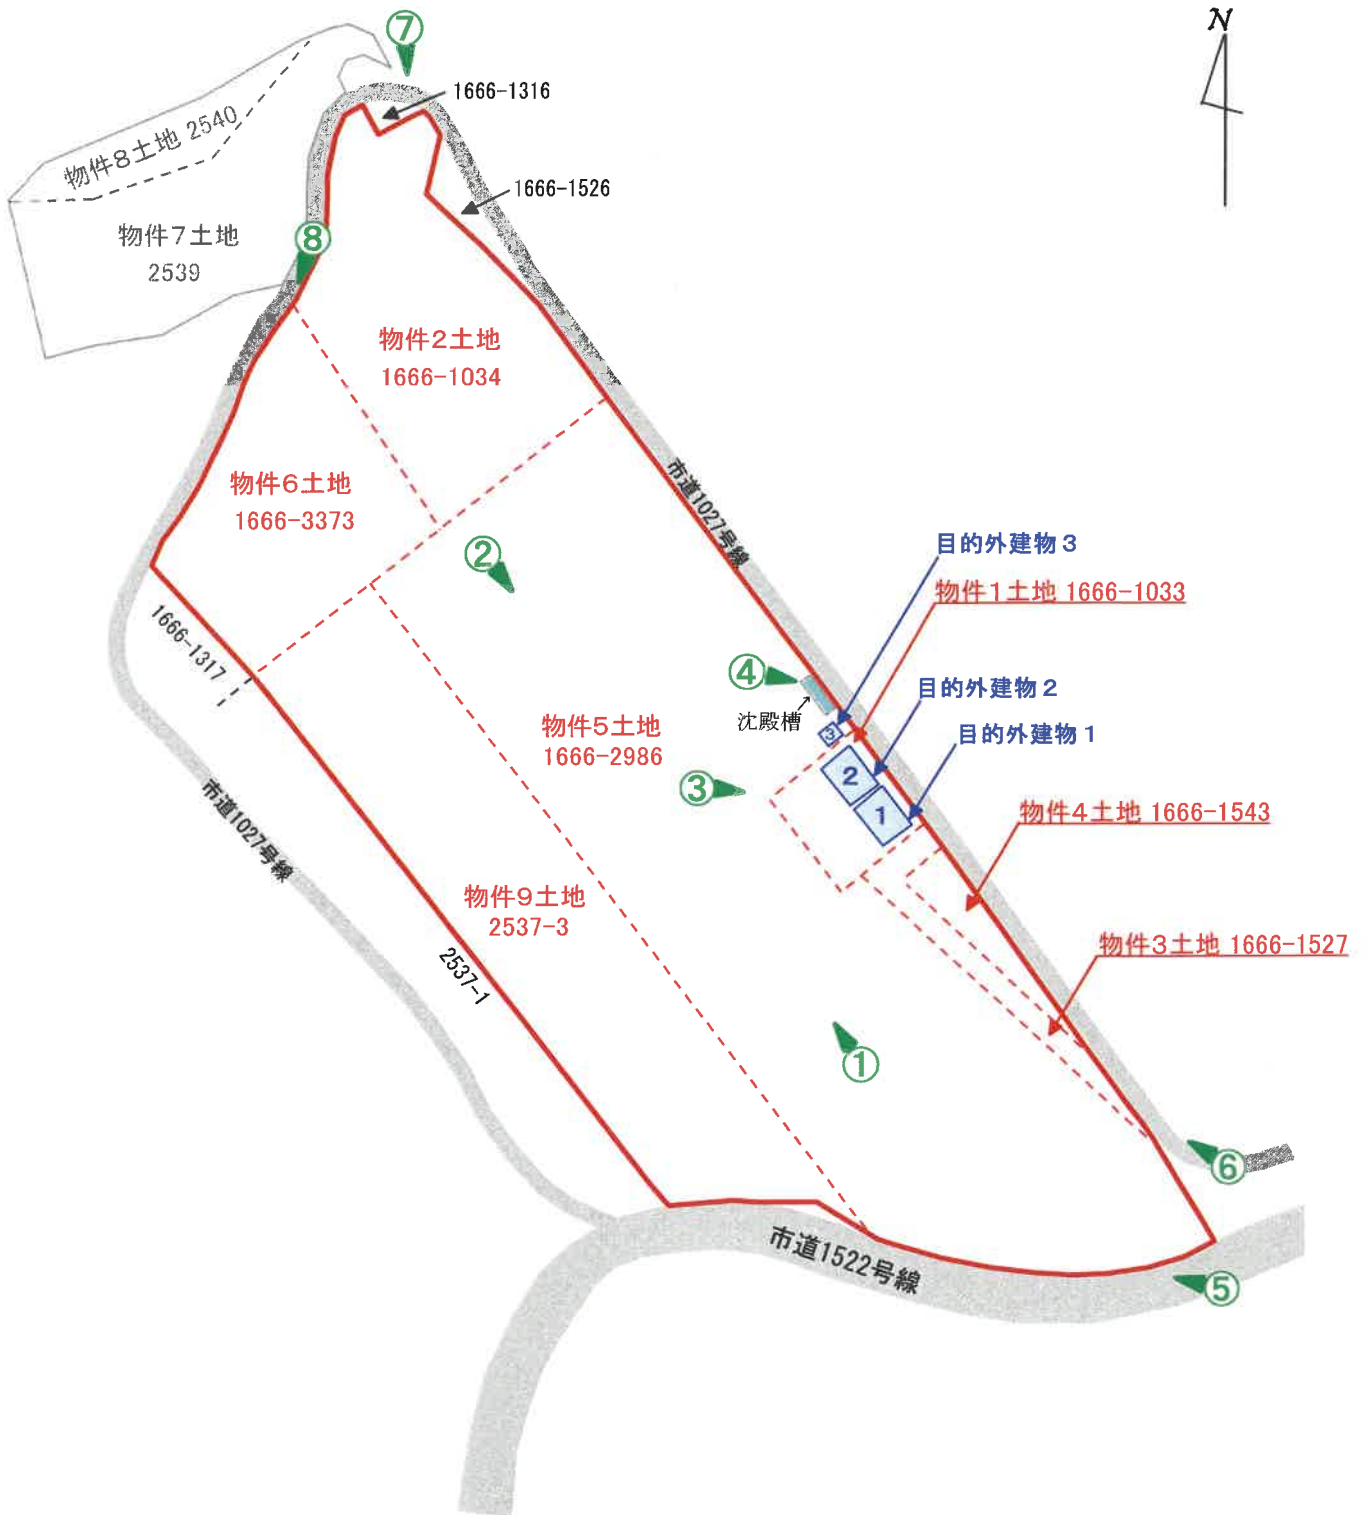 N
⑦
1666-1316
物件8土地 2540
1666-1526
物件7土地
2539
⑧
物件2土地
1666-1034
物件6土地
1666-3373
市道1027号線
②
目的外建物3
物件1土地 1666-1033
1666-1317
④
沈殿槽
目的外建物2
3
目的外建物1
物件5土地
1666-2986
2
③
1
市道1027号線
物件4土地 1666-1543
物件9土地
2537-3
物件3土地 1666-1527
2537-1
①
⑥
市道1522号線
⑤